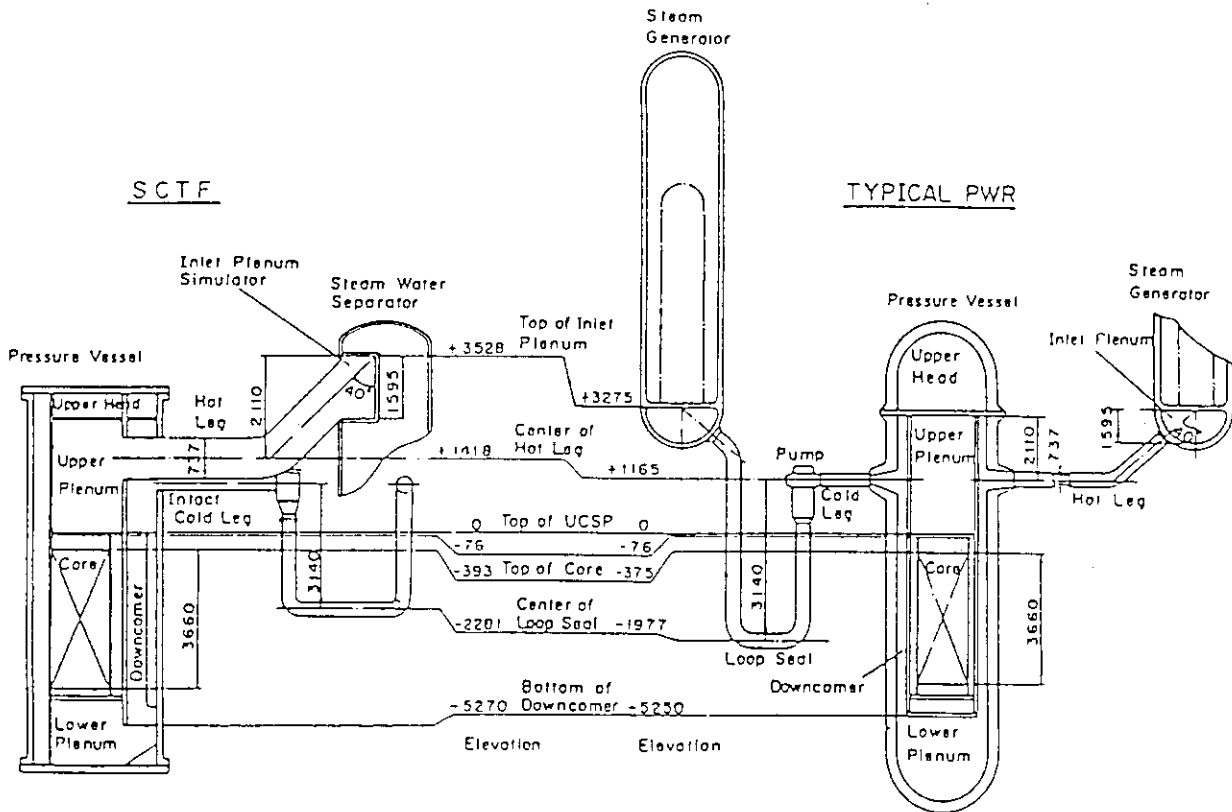 Steam
Generator
SCTF
TYPICAL PWR
Inlet Plenum
Simulator
Steam Water
Separator
Steam
Generator
Pressure Vessel
Top of Inlet
Plenum
+3528
Pressure Vessel
Inlet Plenum
Upper
Head
2110
40°
1595
+3275
1595
40°
Upper Head
Hot
Leg
737
Center of
Hot Leg
+1418
+1165
Pump
Upper
Plenum
2110
737
Upper
Plenum
Intact
Cold Leg
Cold
Leg
Hot Leg
0 Top of UCSP 0
-76 -76
Core
3140
-393 Top of Core -375
3140
Core
3660
Downcomer
Center of
-2281 Loop Seal -1977
3660
Loop Seal
Downcomer
Bottom of
-5270 Downcomer -5250
Lower
Plenum
Elevation
Elevation
Lower
Plenum